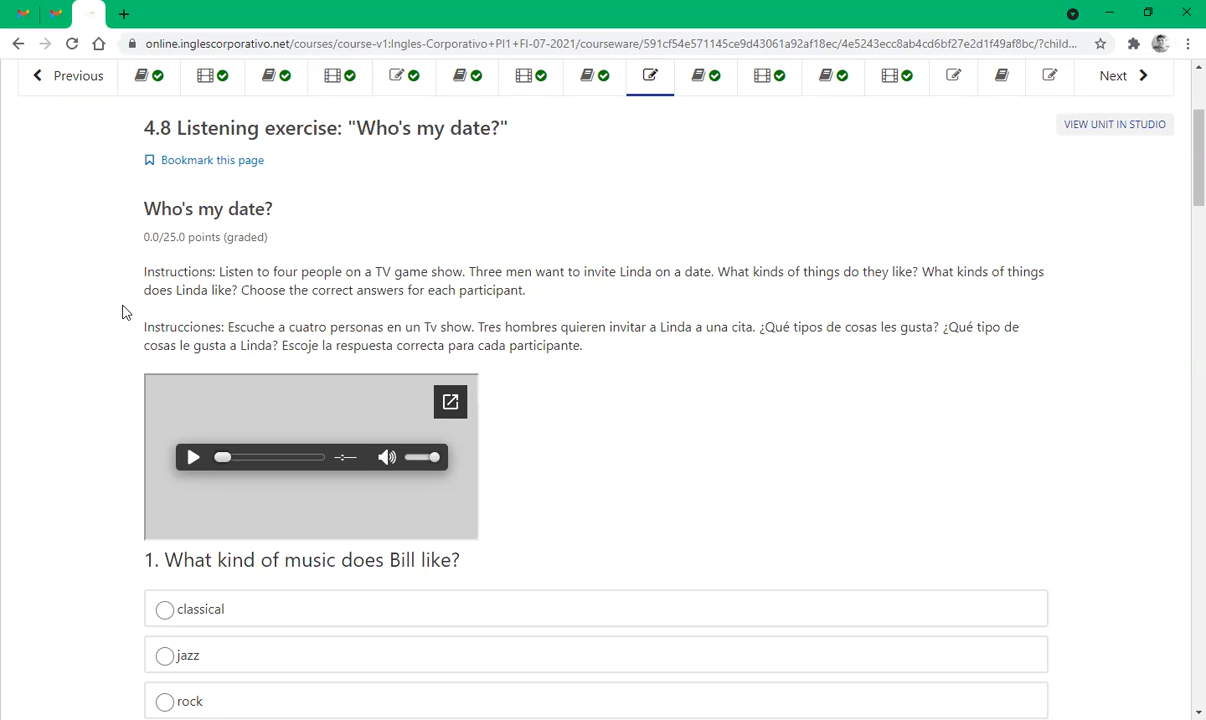 online.inglescorporativo.net/courses/course-v1:Ingles-Corporativo+PI1+FI-07-2021/courseware/591cf54e571145ce9d43061a92af18ec/4e5243ecc8ab4cd6bf27e2d1f49af8bc/?child...
Previous
Next
4.8 Listening exercise: "Who's my date?"
VIEW UNIT IN STUDIO
Bookmark this page
Who's my date?
0.0/25.0 points (graded)
Instructions: Listen to four people on a TV game show. Three men want to invite Linda on a date. What kinds of things do they like? What kinds of things
does Linda like? Choose the correct answers for each participant.
Instrucciones: Escuche a cuatro personas en un Tv show. Tres hombres quieren invitar a Linda a una cita. ¿Qué tipos de cosas les gusta? ¿Qué tipo de
cosas le gusta a Linda? Escoje la respuesta correcta para cada participante.
-:--
1. What kind of music does Bill like?
classical
jazz
rock